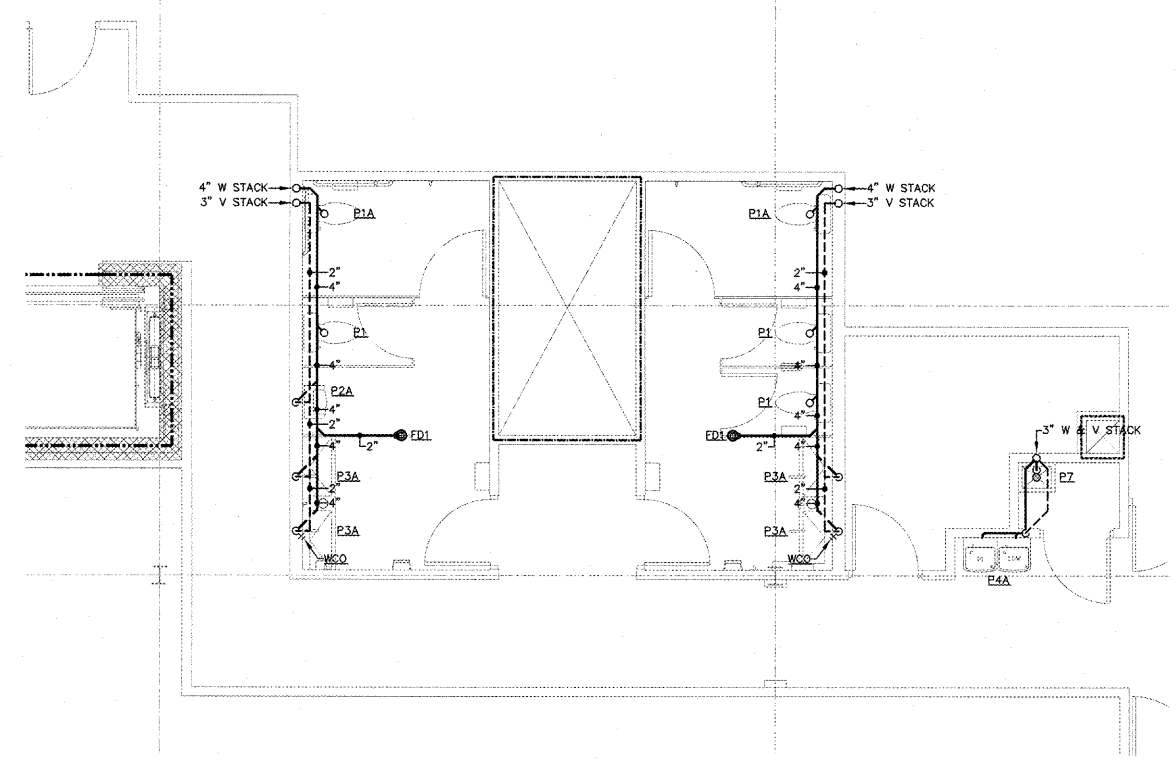 4" W STACK
4" W STACK
3" V STACK
3" V STACK
P1A
P1A
2"
2"
4"
4"
P1
P1
4"
4"
P2A
P1
4"
4"
2"
3" W & V STACK
FD1
FD1
4"
2"
2"
4"
P3A
P3A
P7
2"
2"
4"
4"
P3A
P3A
WCO
WCO
P4A